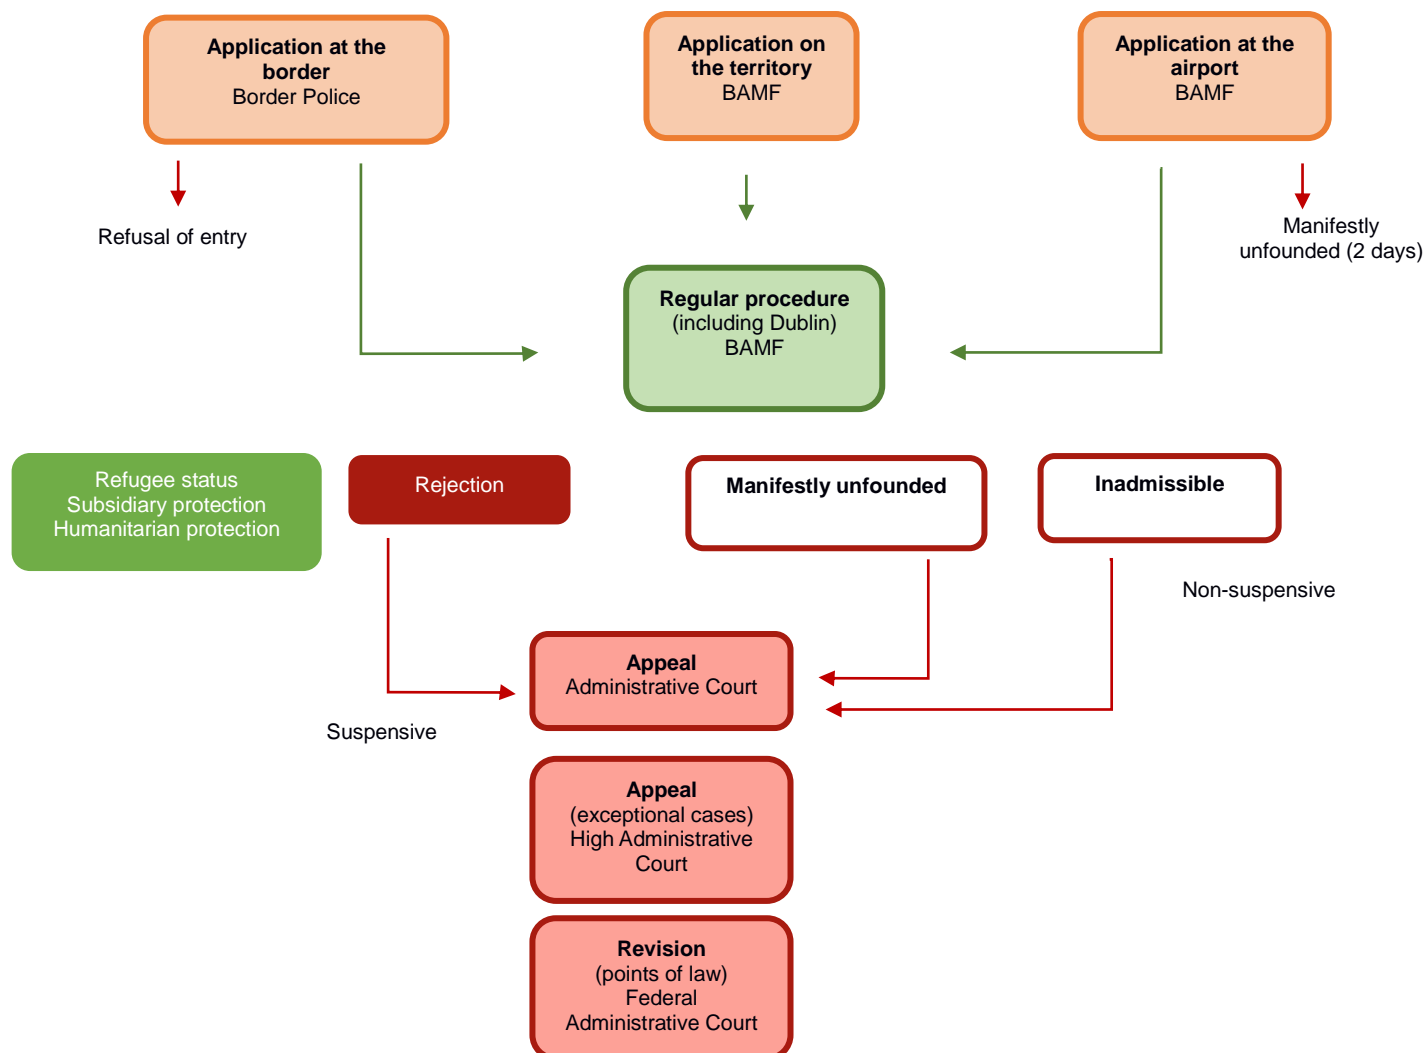 Application at the
border
Border Police
Application on
the territory
BAMF
Application at the
airport
BAMF
Refusal of entry
Manifestly
unfounded (2 days)
Regular procedure
(including Dublin)
BAMF
Refugee status
Subsidiary protection
Humanitarian protection
Rejection
Manifestly unfounded
Inadmissible
Non-suspensive
Appeal
Administrative Court
Suspensive
Appeal
(exceptional cases)
High Administrative
Court
Revision
(points of law)
Federal
Administrative Court